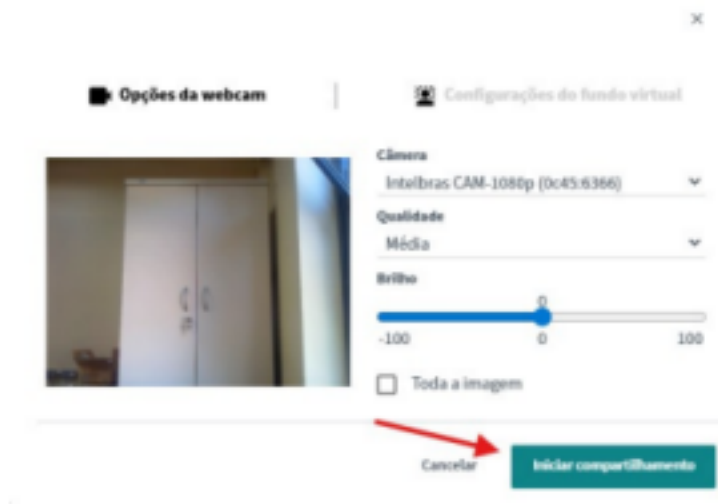 ×
Opções da webcam
Configurações do fundo virtual
Câmera
Intelbras CAM-1080p (0c45:6366)
Qualidade
Média
Brilho
0
-100 0 100
Toda a imagem
Cancelar Iniciar compartilhamento